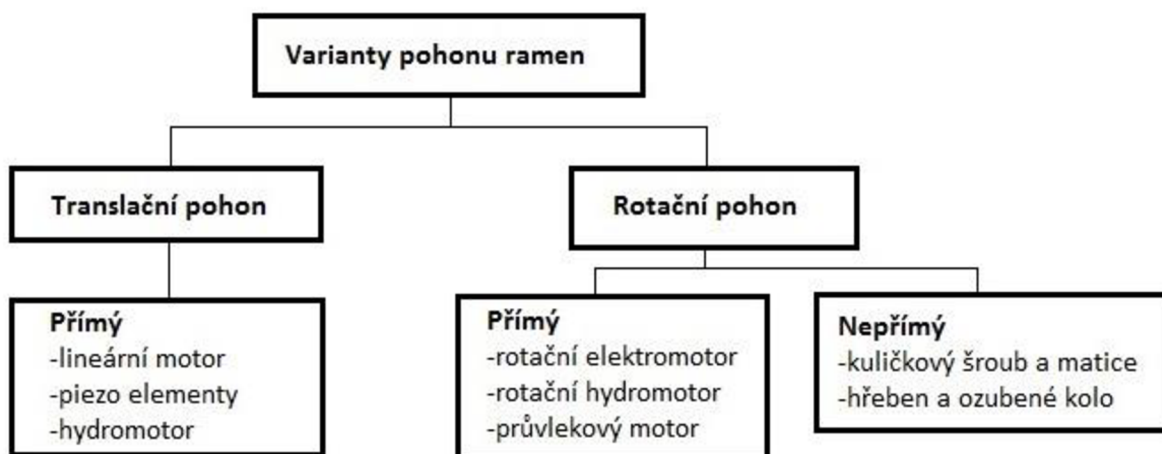 Varianty pohonu ramen
Translační pohon
Rotační pohon
Přímý
-lineární motor
-piezo elementy
-hydromotor
Přímý
-rotační elektromotor
-rotační hydromotor
-průvlekový motor
Nepřímý
-kuličkový šroub a matice
-hřeben a ozubené kolo